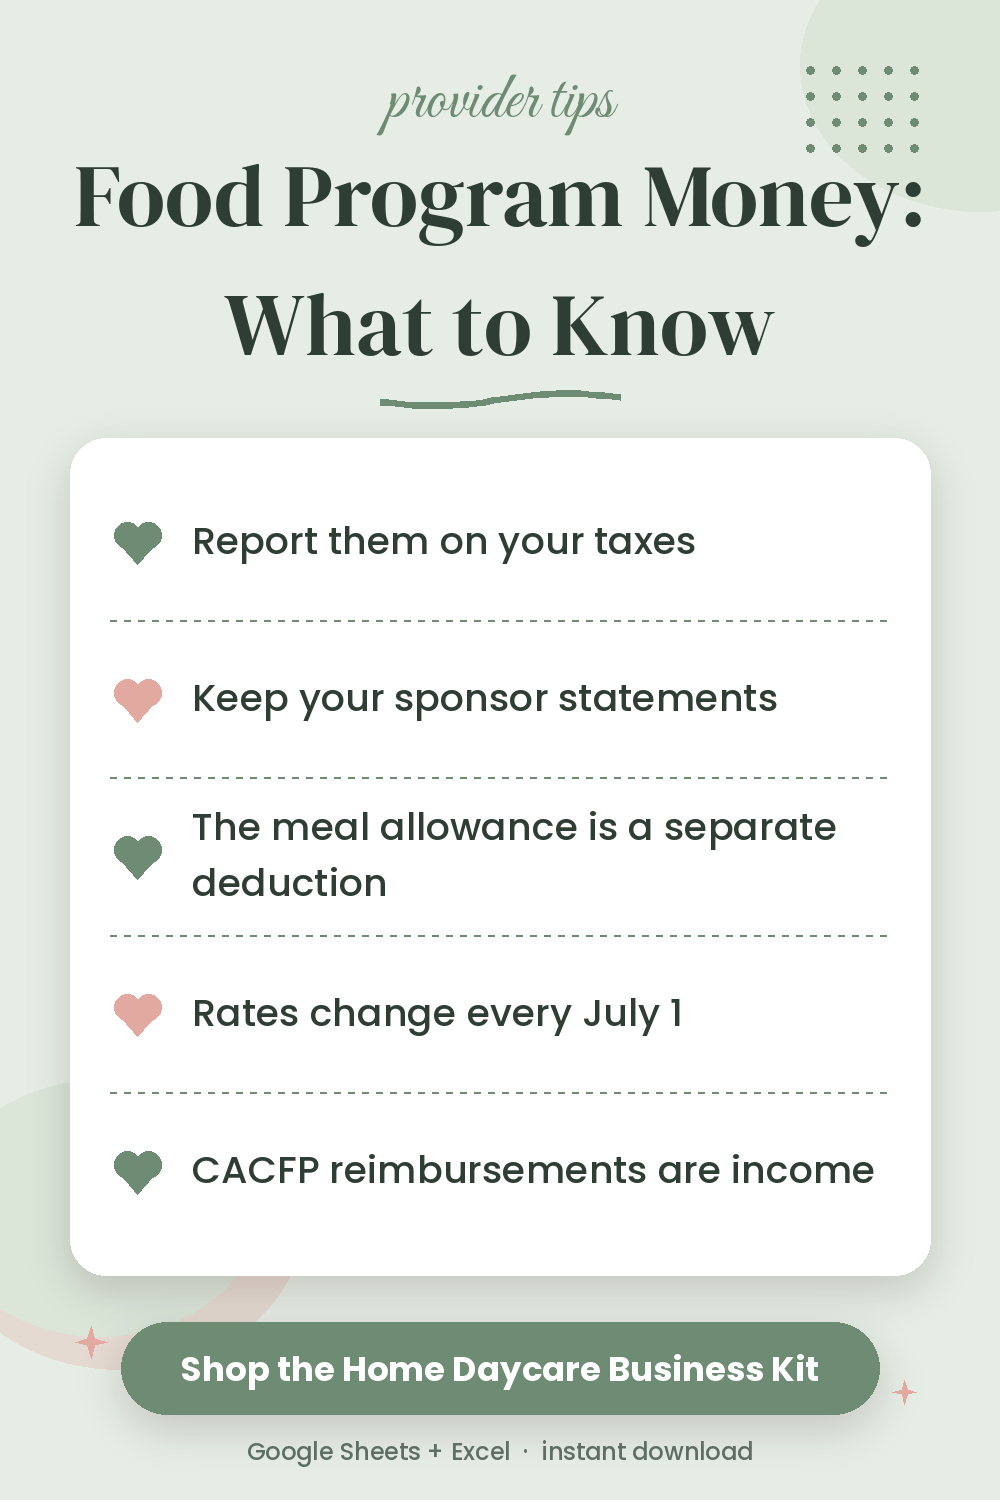 provider tips
Food Program Money:
What to Know
Report them on your taxes
Keep your sponsor statements
The meal allowance is a separate
deduction
Rates change every July 1
CACFP reimbursements are income
Shop the Home Daycare Business Kit
Google Sheets + Excel · instant download